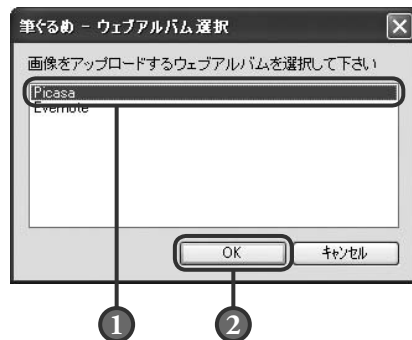 筆ぐるめ - ウェブアルバム選択
画像をアップロードするウェブアルバムを選択して下さい
Picasa
Evernote
OK
キャンセル
1
2